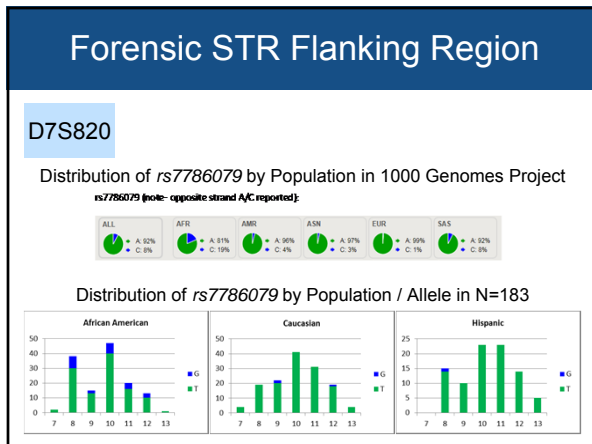 Forensic STR Flanking Region
D7S820
Distribution of rs7786079 by Population in 1000 Genomes Project
rs7786079 (note- opposite strand A/C reported):
ALL AFR AMR ASN EUR SAS
A: 92% A: 81% A: 96% A: 97% A: 99% A: 92%
C: 8% C: 19% C: 4% C: 3% C: 1% C: 8%
Distribution of rs7786079 by Population / Allele in N=183
African American
50
40
30
20
10
0
7 8 9 10 11 12 13
G
T
Caucasian
50
40
30
20
10
0
7 8 9 10 11 12 13
G
T
Hispanic
25
20
15
10
5
0
7 8 9 10 11 12 13
G
T